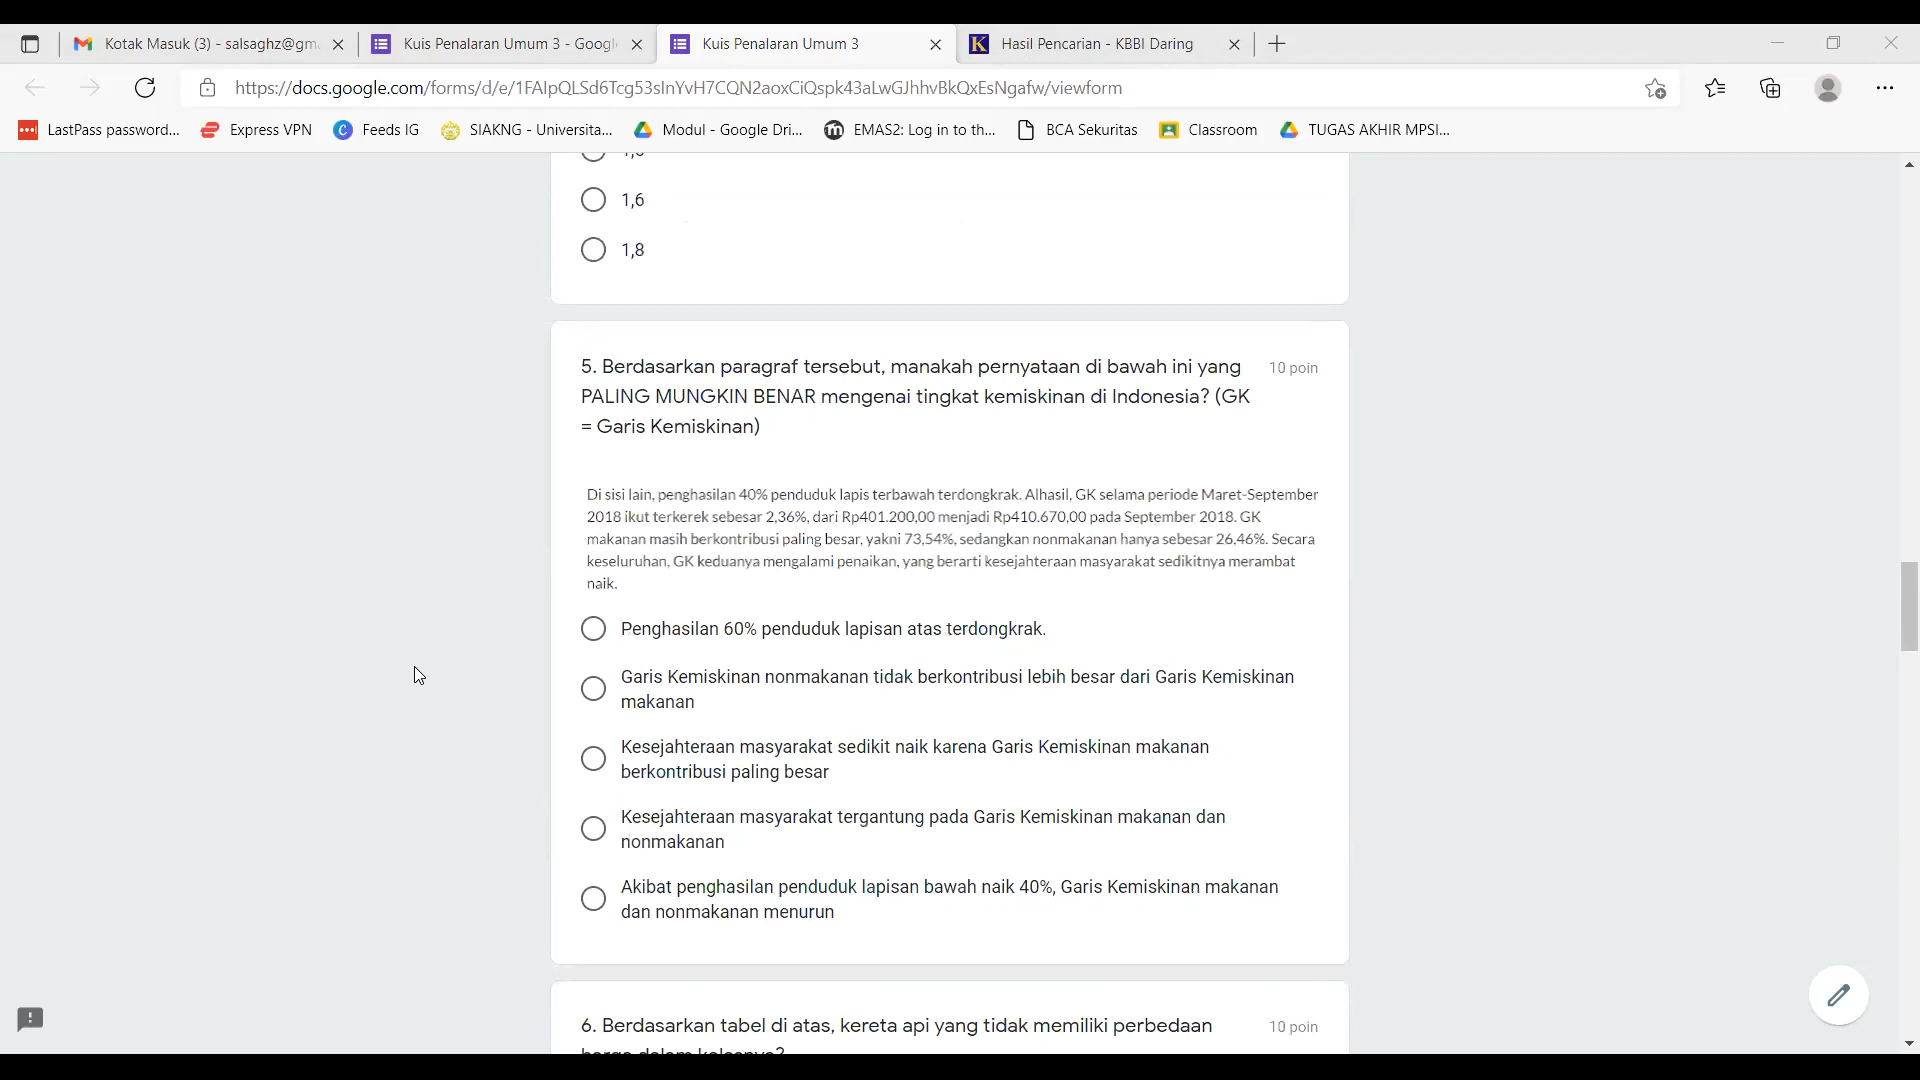 Kotak Masuk (3) - salsaghz@gm
Kuis Penalaran Umum 3 - Googl
Kuis Penalaran Umum 3
K
Hasil Pencarian - KBBI Daring
https://docs.google.com/forms/d/e/1FAIpQLSd6Tcg53sInYvH7CQN2aoxCiQspk43aLwGJhhvBkQxEsNgafw/viewform
LastPass password...
Express VPN
Feeds IG
SIAKNG - Universita...
Modul - Google Dri...
EMAS2: Log in to th...
BCA Sekuritas
Classroom
TUGAS AKHIR MPSI...
1,6
1,8
5. Berdasarkan paragraf tersebut, manakah pernyataan di bawah ini yang
10 poin
PALING MUNGKIN BENAR mengenai tingkat kemiskinan di Indonesia? (GK
= Garis Kemiskinan)
Di sisi lain, penghasilan 40% penduduk lapis terbawah terdongkrak. Alhasil, GK selama periode Maret-September
2018 ikut terkerek sebesar 2,36%, dari Rp401.200,00 menjadi Rp410.670,00 pada September 2018. GK
makanan masih berkontribusi paling besar, yakni 73,54%, sedangkan nonmakanan hanya sebesar 26,46%. Secara
keseluruhan, GK keduanya mengalami penaikan, yang berarti kesejahteraan masyarakat sedikitnya merambat
naik.
Penghasilan 60% penduduk lapisan atas terdongkrak.
Garis Kemiskinan nonmakanan tidak berkontribusi lebih besar dari Garis Kemiskinan
makanan
Kesejahteraan masyarakat sedikit naik karena Garis Kemiskinan makanan
berkontribusi paling besar
Kesejahteraan masyarakat tergantung pada Garis Kemiskinan makanan dan
nonmakanan
Akibat penghasilan penduduk lapisan bawah naik 40%, Garis Kemiskinan makanan
dan nonmakanan menurun
6. Berdasarkan tabel di atas, kereta api yang tidak memiliki perbedaan
10 poin